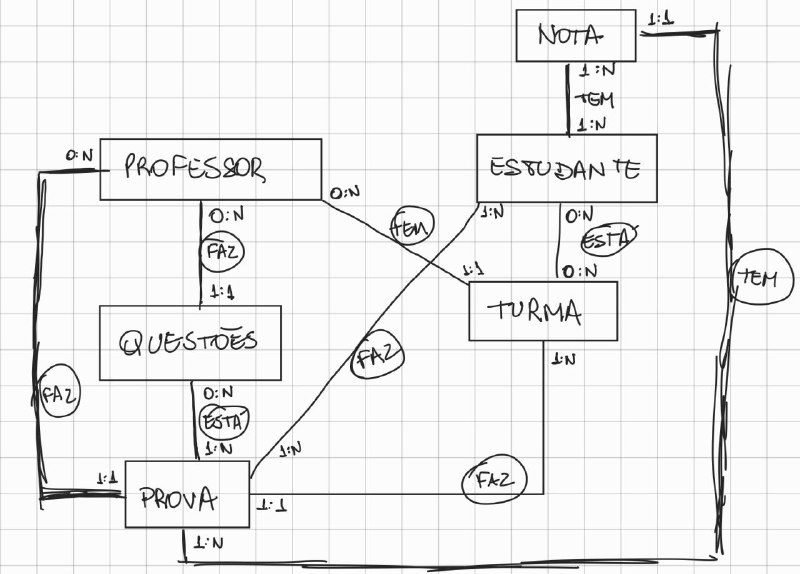 1:1
NOTA
1:N
TEM
1:N
0:N
PROFESSOR
ESTUDANTE
0:N
0:N
1:N
0:N
TEM
ESTÁ
FAZ
1:1
0:N
1:1
TURMA
QUESTÕES
TEM
FAZ
1:N
0:N
FAZ
ESTÁ
1:N
1:N
1:1
FAZ
PROVA
1:1
1:N